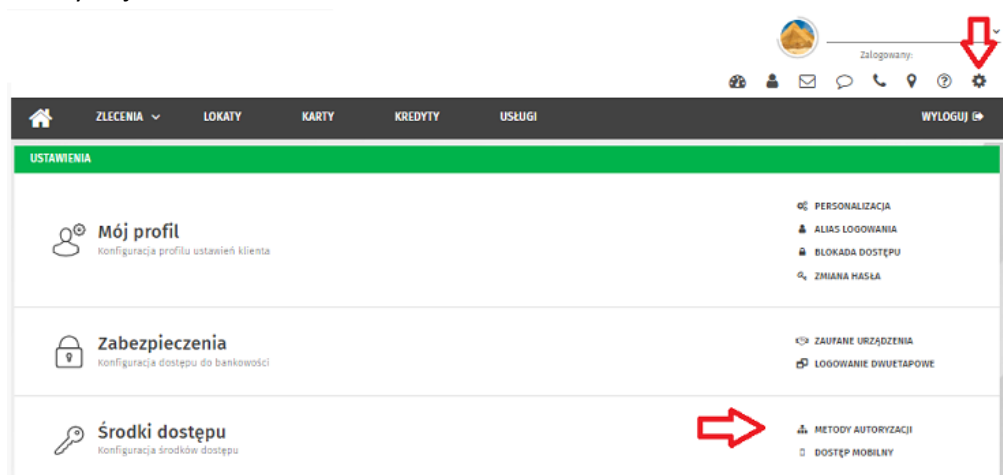 Zalogowany:
ZLECENIA LOKATY KARTY KREDYTY USŁUGI WYLOGUJ
USTAWIENIA
Mój profil
Konfiguracja profilu ustawień klienta
PERSONALIZACJA
ALIAS LOGOWANIA
BLOKADA DOSTĘPU
ZMIANA HASŁA
Zabezpieczenia
Konfiguracja dostępu do bankowości
ZAUFANE URZĄDZENIA
LOGOWANIE DWUETAPOWE
Środki dostępu
Konfiguracja środków dostępu
METODY AUTORYZACJI
DOSTĘP MOBILNY